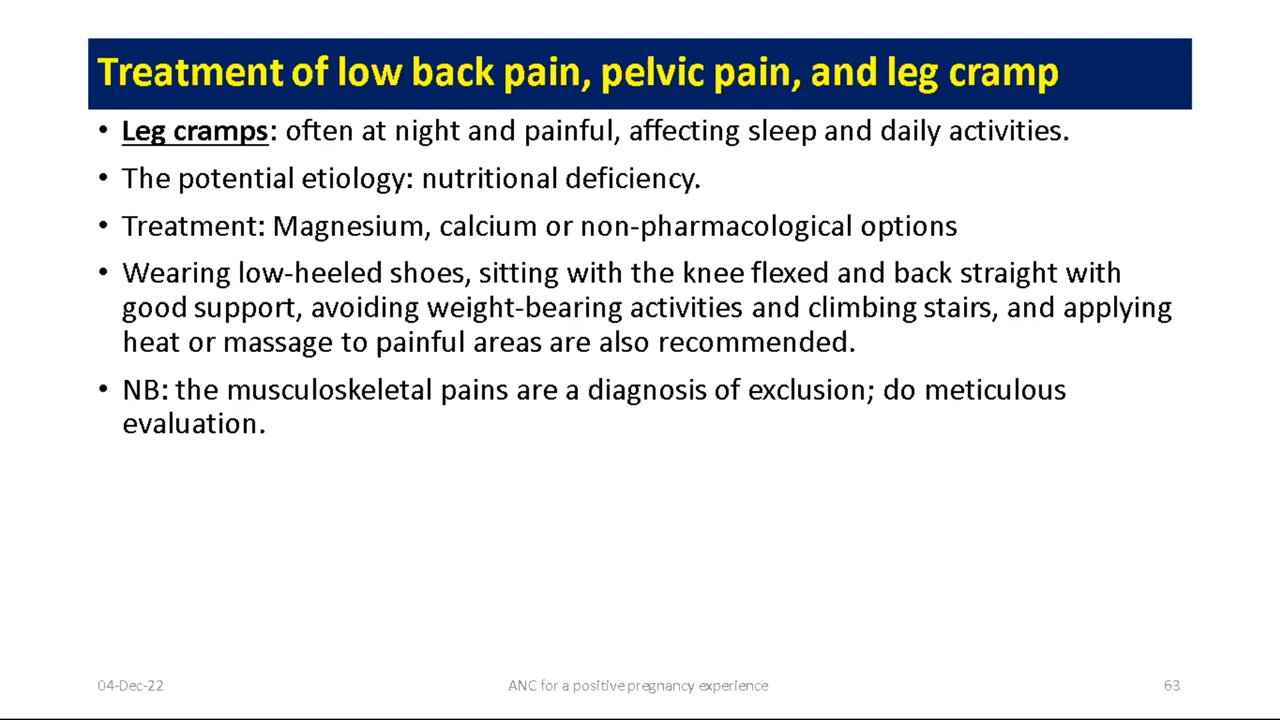 Treatment of low back pain, pelvic pain, and leg cramp
• Leg cramps: often at night and painful, affecting sleep and daily activities.
• The potential etiology: nutritional deficiency.
• Treatment: Magnesium, calcium or non-pharmacological options
• Wearing low-heeled shoes, sitting with the knee flexed and back straight with
good support, avoiding weight-bearing activities and climbing stairs, and applying
heat or massage to painful areas are also recommended.
• NB: the musculoskeletal pains are a diagnosis of exclusion; do meticulous
evaluation.
04-Dec-22
ANC for a positive pregnancy experience
63